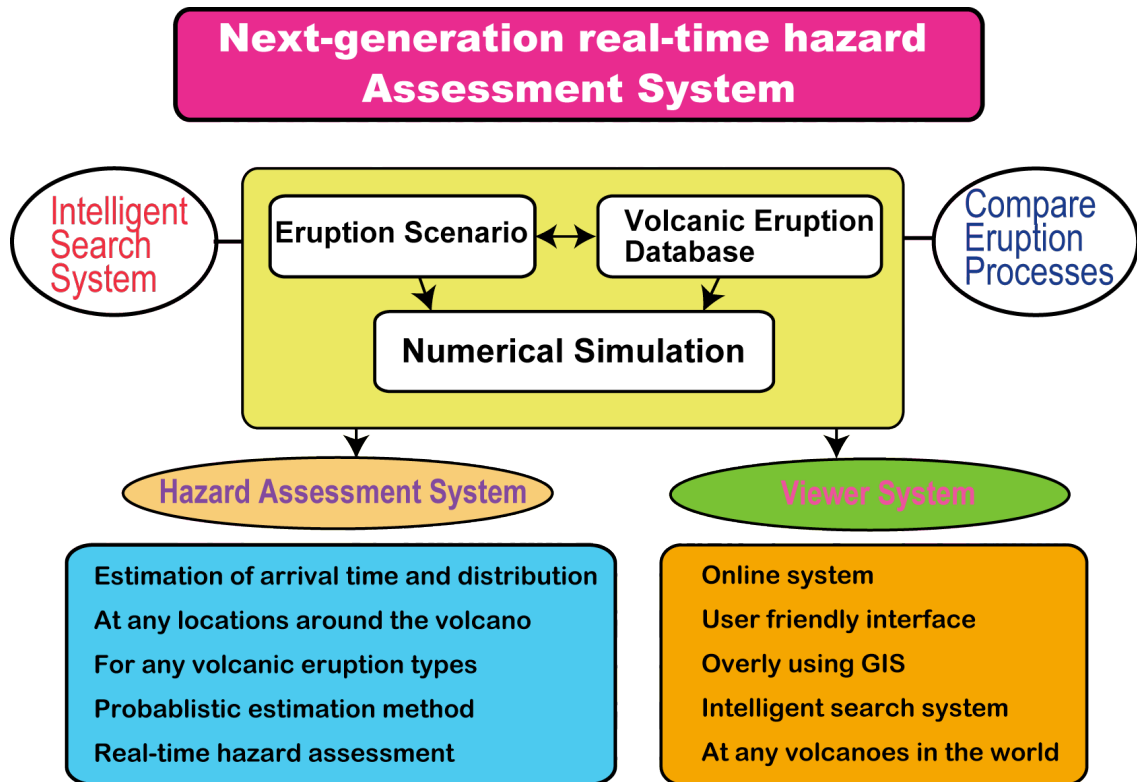 Next-generation real-time hazard
Assessment System
Intelligent
Search
System
Eruption Scenario
Volcanic Eruption
Database
Compare
Eruption
Processes
Numerical Simulation
Hazard Assessment System
Viewer System
Estimation of arrival time and distribution
At any locations around the volcano
For any volcanic eruption types
Probablistic estimation method
Real-time hazard assessment
Online system
User friendly interface
Overly using GIS
Intelligent search system
At any volcanoes in the world